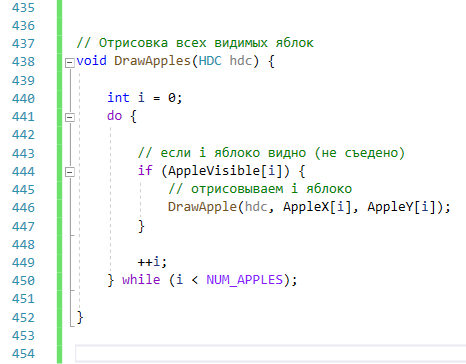 435
436
437 // Отрисовка всех видимых яблок
438 void DrawApples(HDC hdc) {
439
440 int i = 0;
441 do {
442
443 // если i яблоко видно (не съедено)
444 if (AppleVisible[i]) {
445 // отрисовываем i яблоко
446 DrawApple(hdc, AppleX[i], AppleY[i]);
447 }
448
449 ++i;
450 } while (i < NUM_APPLES);
451
452 }
453
454